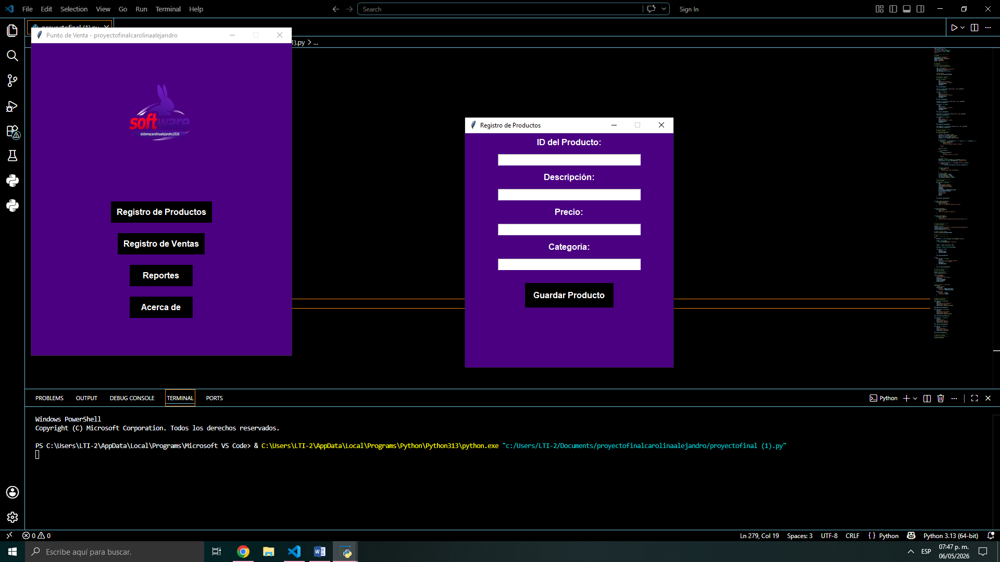 File Edit Selection View Go Run Terminal Help
Search
Sign In
proyectofinal (1).py
Punto de Venta - proyectofinalcarolinaalejandro
1).py > ...
software
sistemacarolinaalejandro2026
Registro de Productos
Registro de Ventas
Reportes
Acerca de
Registro de Productos
ID del Producto:
Descripción:
Precio:
Categoría:
Guardar Producto
PROBLEMS OUTPUT DEBUG CONSOLE TERMINAL PORTS
Python
Windows PowerShell
Copyright (C) Microsoft Corporation. Todos los derechos reservados.
PS C:\Users\LTI-2\AppData\Local\Programs\Microsoft VS Code> & C:\Users\LTI-2\AppData\Local\Programs\Python\Python313\python.exe "c:/Users/LTI-2/Documents/proyectofinalcarolinaalejandro/proyectofinal (1).py"
0 0
Ln 279, Col 19 Spaces: 3 UTF-8 CRLF { } Python Python 3.13 (64-bit)
Escribe aquí para buscar.
ESP
07:47 p. m.
06/05/2026